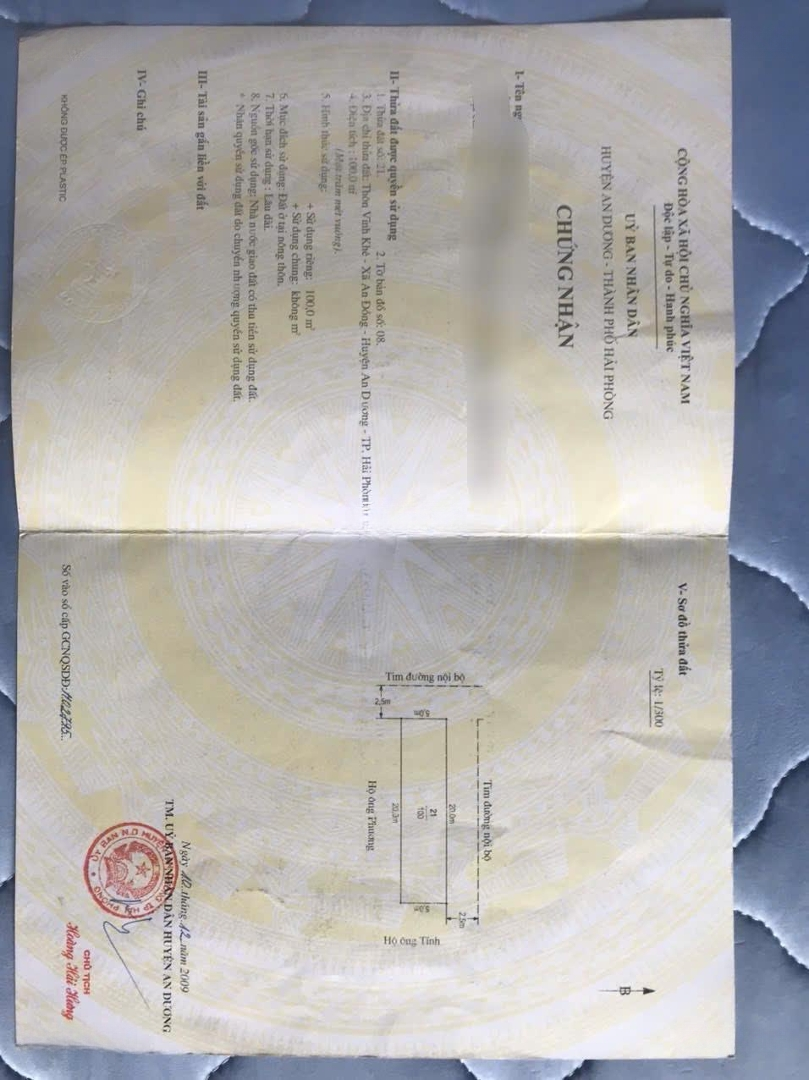 CỘNG HÒA XÃ HỘI CHỦ NGHĨA VIỆT NAM
Độc lập - Tự do - Hạnh phúc
UỶ BAN NHÂN DÂN
HUYỆN AN DƯƠNG - THÀNH PHỐ HẢI PHÒNG
CHỨNG NHẬN
I- Tên
II- Thửa đất được quyền sử dụng
1. Thửa đất số: 21. 2. Tờ bản đồ số: 08.
3. Địa chỉ thửa đất: Thôn Vĩnh Khê - Xã An Đồng - Huyện An Dương - TP. Hải Phòng
4. Diện tích : 100,0 m²
(Một trăm mét vuông).
5. Hình thức sử dụng:
+ Sử dụng riêng: 100,0 m²
+ Sử dụng chung: không m²
6. Mục đích sử dụng: Đất ở tại nông thôn.
7. Thời hạn sử dụng : Lâu dài.
8. Nguồn gốc sử dụng: Nhà nước giao đất có thu tiền sử dụng đất.
* Nhận quyền sử dụng đất do chuyển nhượng quyền sử dụng đất.
III- Tài sản gắn liền với đất
IV- Ghi chú
KHÔNG ĐƯỢC ÉP PLASTIC
V- Sơ đồ thửa đất
Tỷ lệ: 1/300
B
Tim đường nội bộ
2,5m
Tim đường nội bộ
2,5m
5,0m
20,0m
21
100
20,0m
5,0m
Hộ ông Phương
Hộ ông Tính
Ngày 10 tháng 12 năm 2009
TM. UỶ BAN NHÂN DÂN HUYỆN AN DƯƠNG
CHỦ TỊCH
Hoàng Hải Hưng
Số vào sổ cấp GCNQSDĐ: H02785..